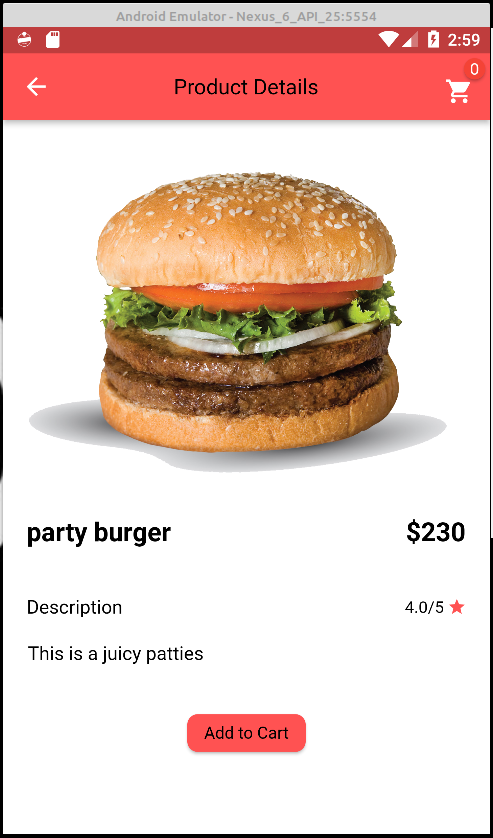 Android Emulator - Nexus_6_API_25:5554
2:59
0
Product Details
party burger
$230
Description
4.0/5
This is a juicy patties
Add to Cart